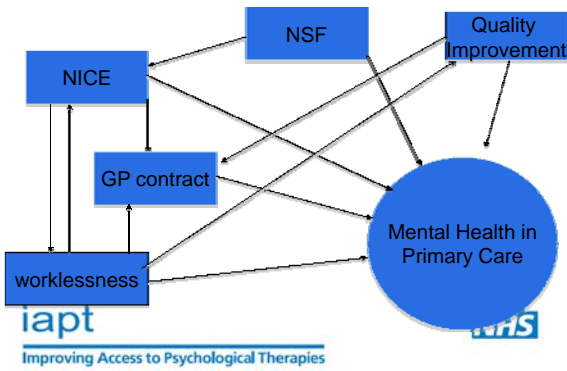 NSF
Quality
Improvement
NICE
GP contract
Mental Health in
Primary Care
worklessness
iapt
NHS
Improving Access to Psychological Therapies